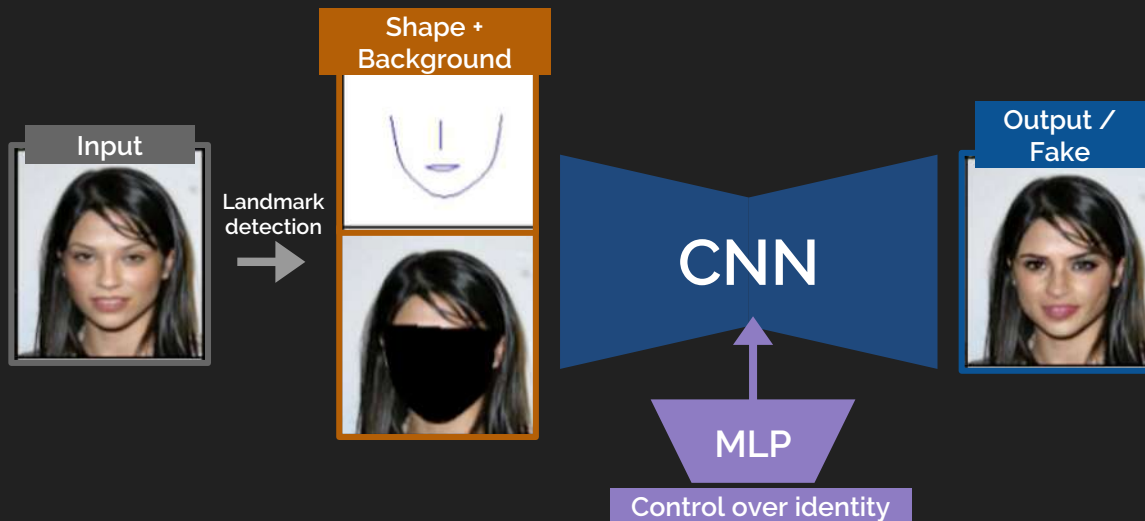 Shape +
Background
Input
Landmark
detection
CNN
Output /
Fake
MLP
Control over identity